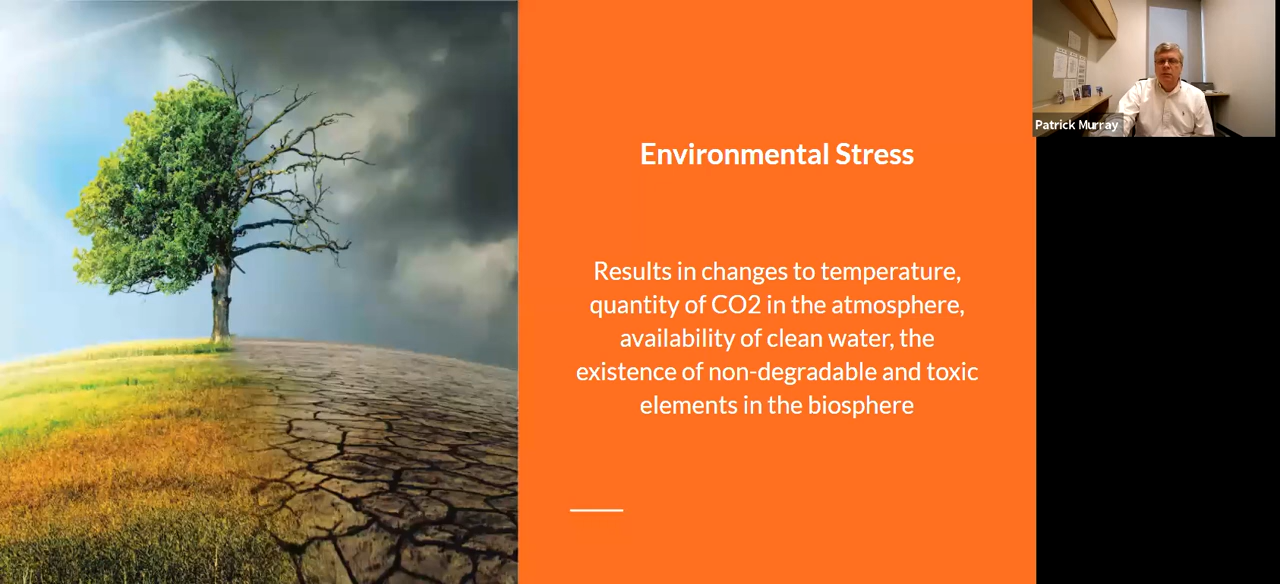 Environmental Stress
Results in changes to temperature,
quantity of CO2 in the atmosphere,
availability of clean water, the
existence of non-degradable and toxic
elements in the biosphere
Patrick Murray